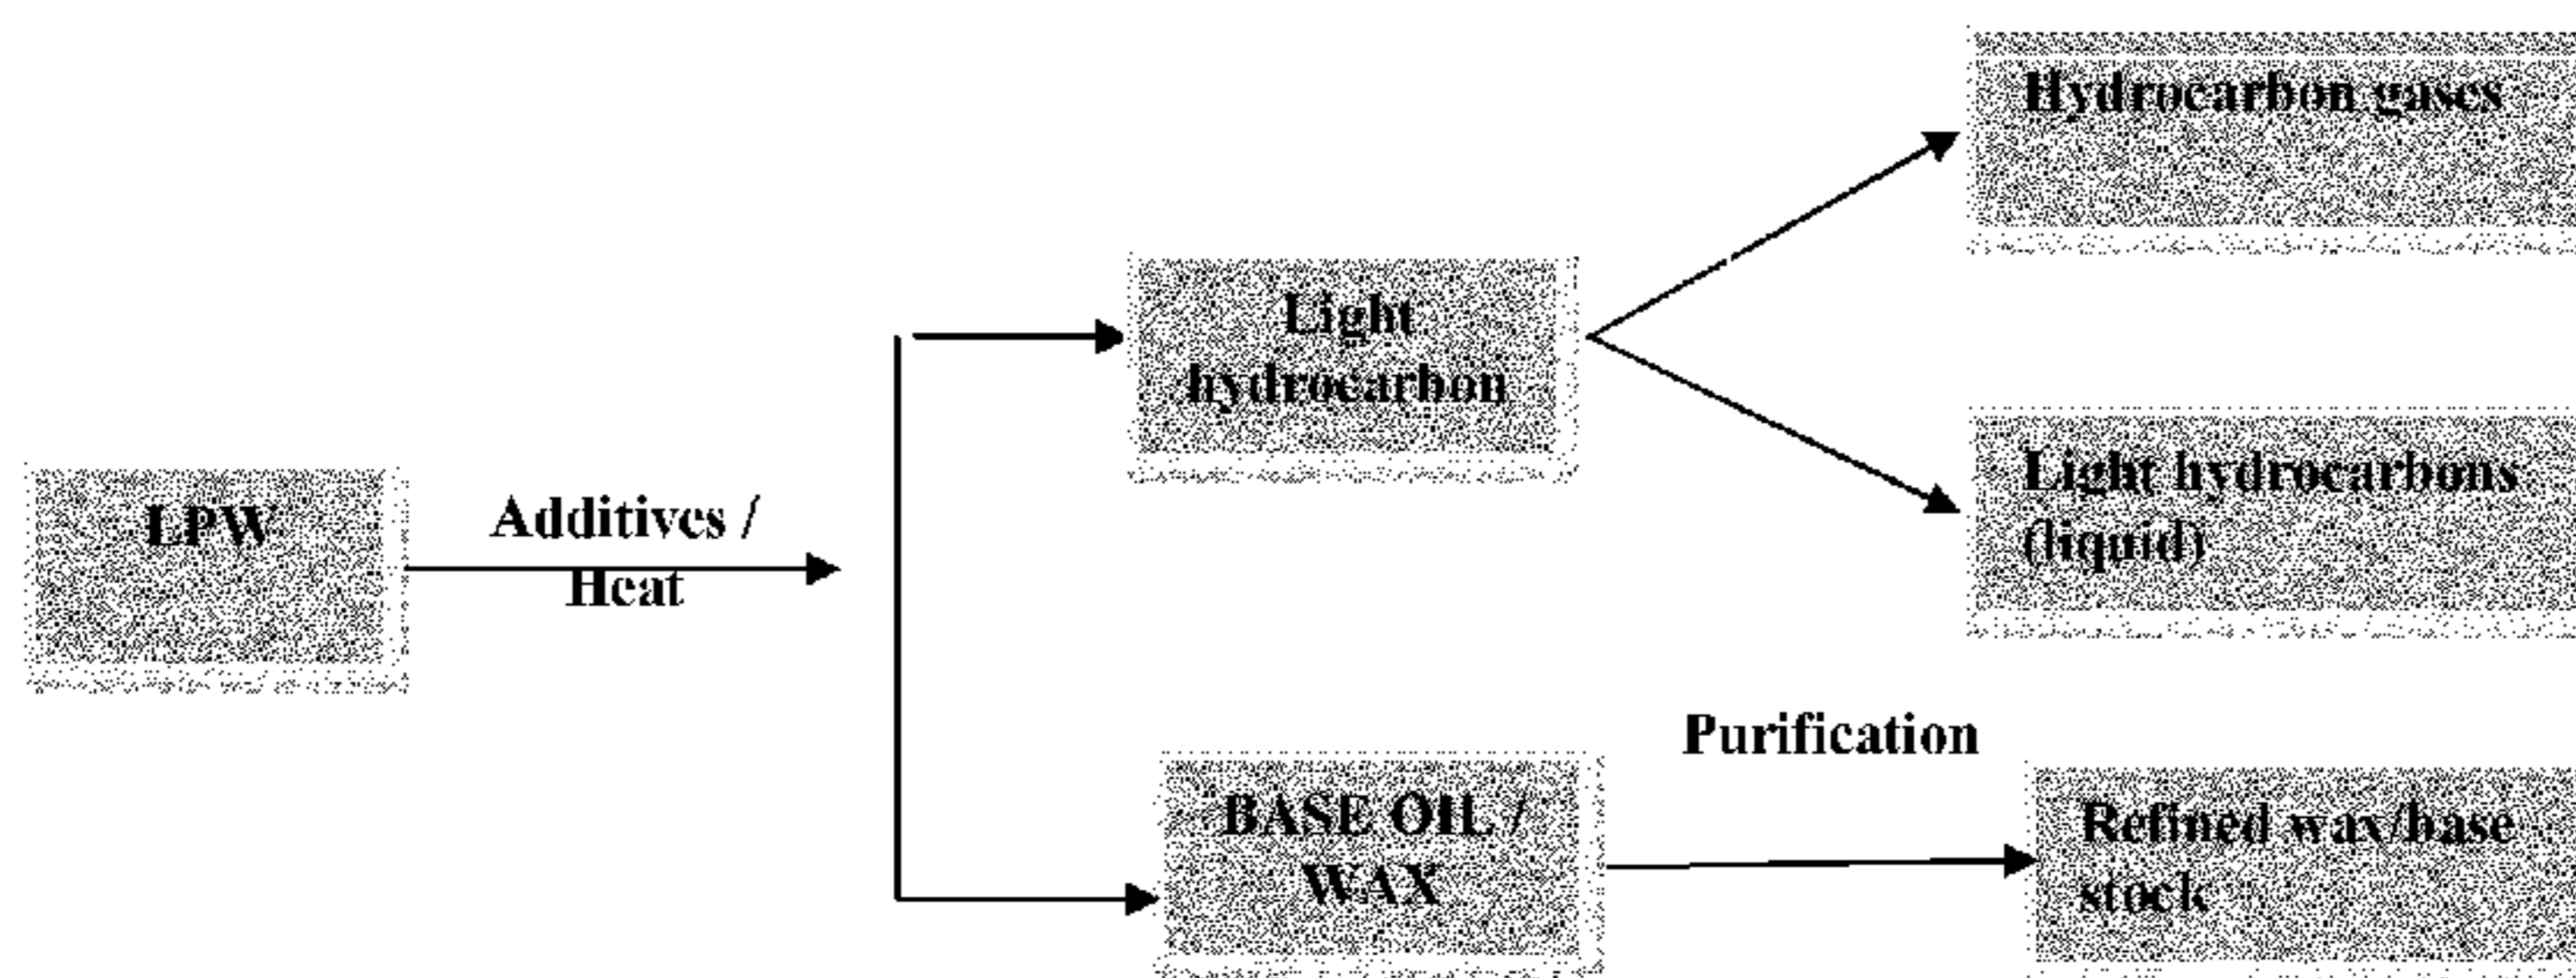 Hydrocarbon gases
Light
hydrocarbon
Light hydrocarbons
(liquid)
LPW
Additives /
Heat
Purification
BASE OIL /
WAX
Refined wax/base
stock